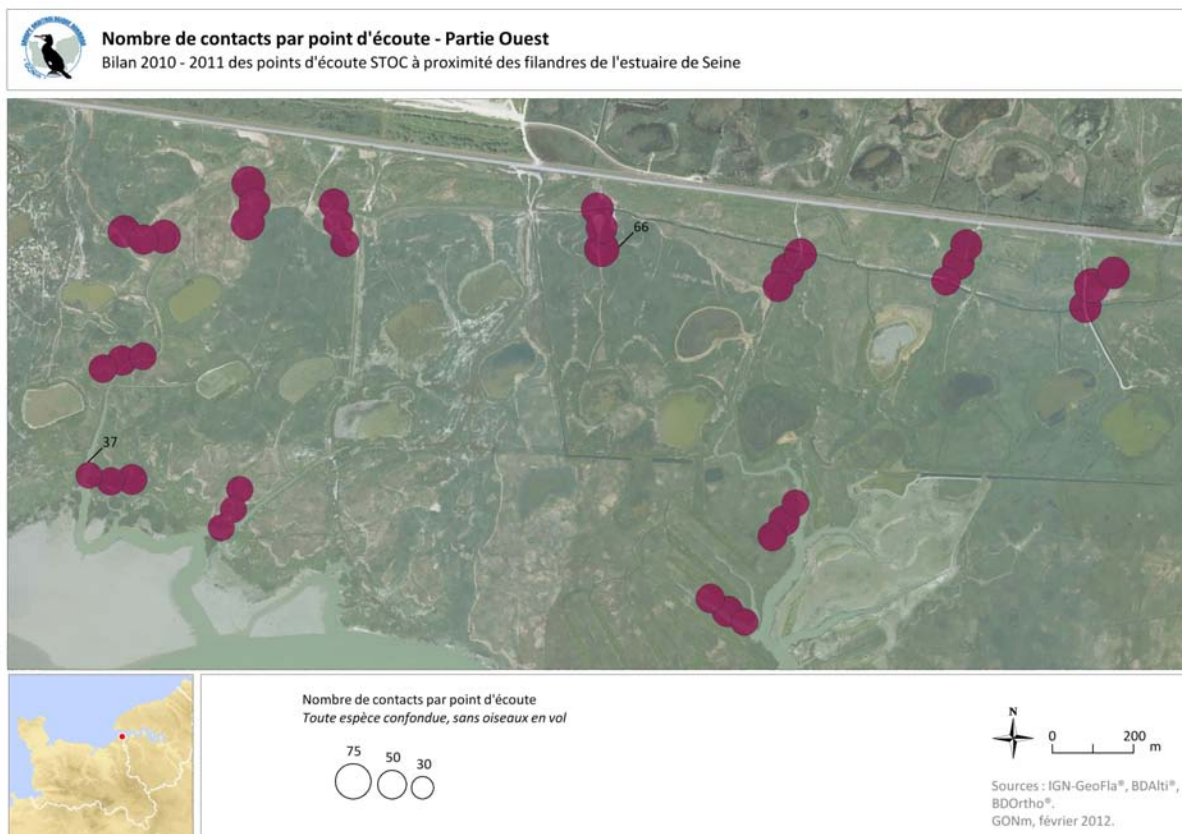 Nombre de contacts par point d'écoute - Partie Ouest
Bilan 2010 - 2011 des points d'écoute STOC à proximité des filandres de l'estuaire de Seine
66
37
Nombre de contacts par point d'écoute
Toute espèce confondue, sans oiseaux en vol
75 50 30
N
0 200
m
Sources : IGN-GeoFla®, BDAlti®,
BDOrtho®.
GONm, février 2012.